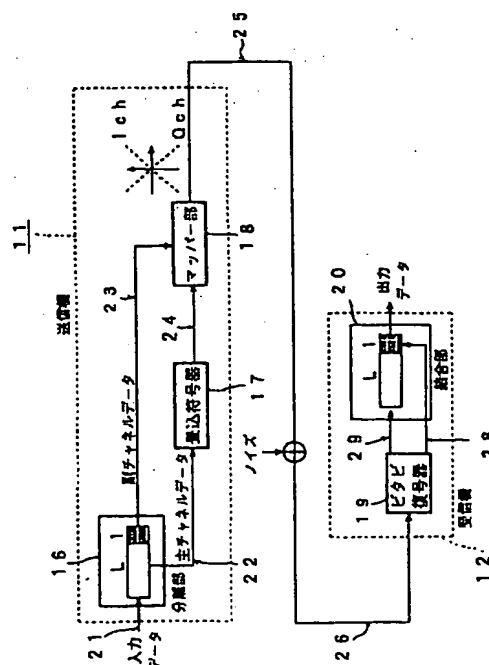 11
送信機
21
入力
データ
16
L
1
分離部
副チャネルデータ
23
主チャネルデータ
22
畳込符号器
17
24
マッパー部
18
Ich
Qch
25
ノイズ
26
19
ビタビ
復号器
29
28
20
L
1
結合部
出力
データ
受信機
12